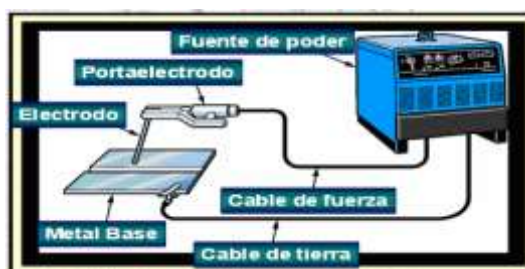 Fuente de poder
Portaelectrodo
Electrodo
Cable de fuerza
Metal Base
Cable de tierra